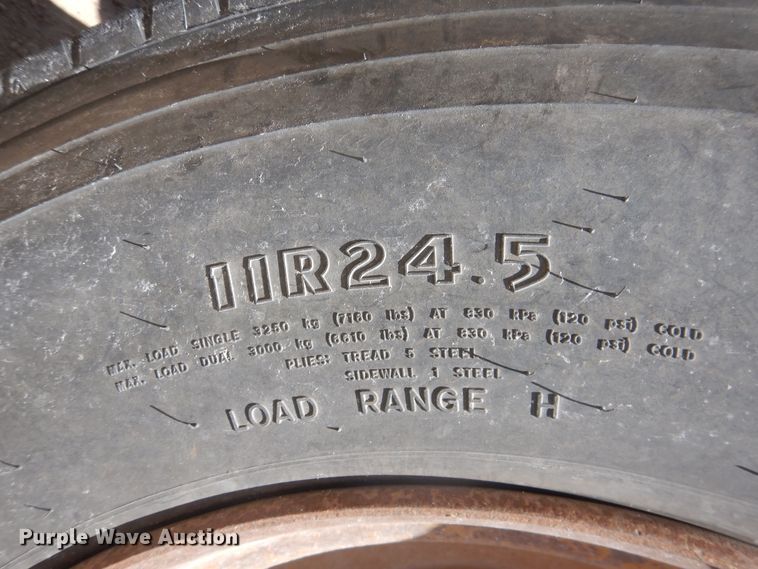 11R24.5
MAX. LOAD SINGLE 3250 kg (7160 lbs) AT 830 kPa (120 psi) COLD
MAX. LOAD DUAL 3000 kg (6610 lbs) AT 830 kPa (120 psi) COLD
PLIES: TREAD 5 STEEL
SIDEWALL 1 STEEL
LOAD RANGE H
Purple Wave Auction